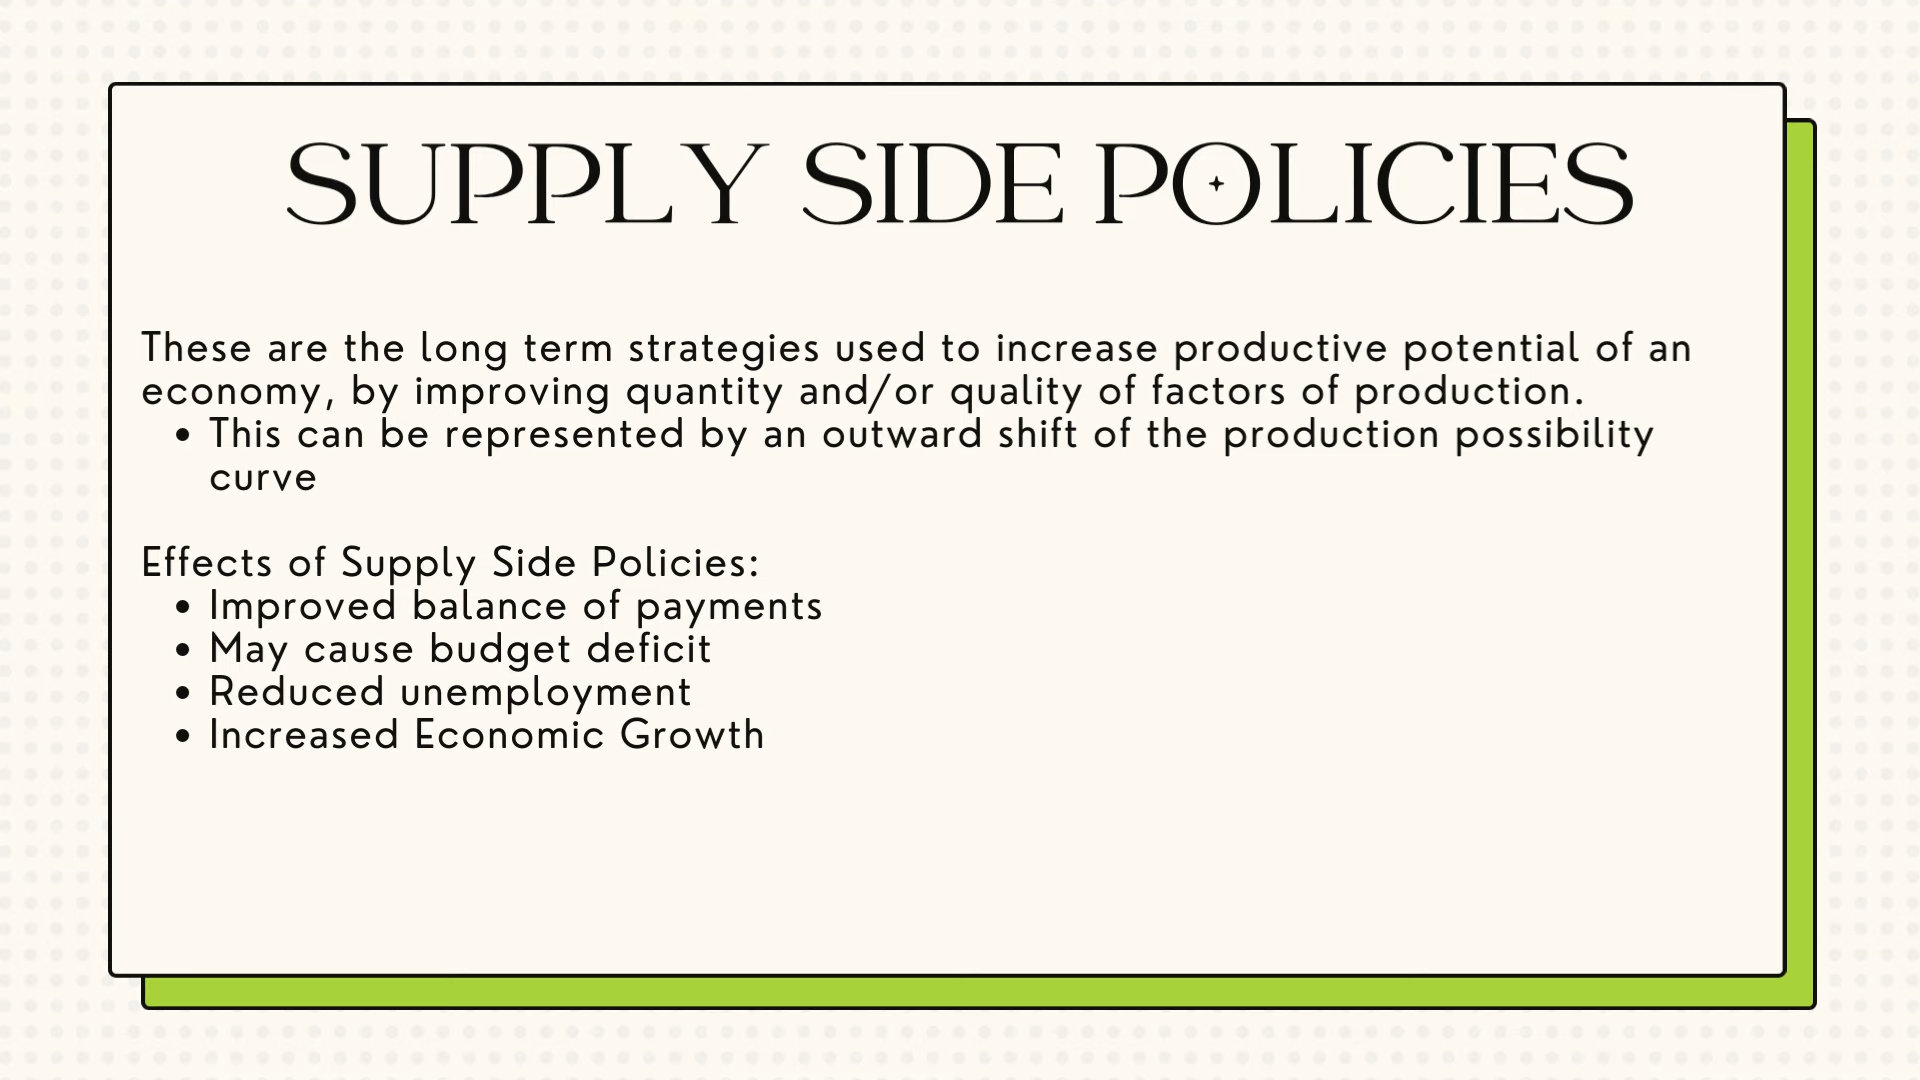 SUPPLY SIDE POLICIES
These are the long term strategies used to increase productive potential of an
economy, by improving quantity and/or quality of factors of production.
• This can be represented by an outward shift of the production possibility
curve
Effects of Supply Side Policies:
• Improved balance of payments
• May cause budget deficit
• Reduced unemployment
• Increased Economic Growth